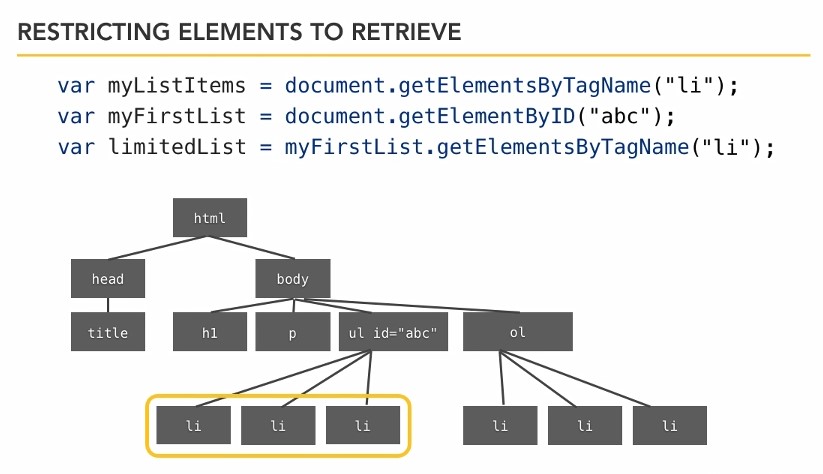 RESTRICTING ELEMENTS TO RETRIEVE
var myListItems = document.getElementsByTagName("li");
var myFirstList = document.getElementByID("abc");
var limitedList = myFirstList.getElementsByTagName("li");
html
head body
title h1 p ul id="abc" ol
li li li li li li